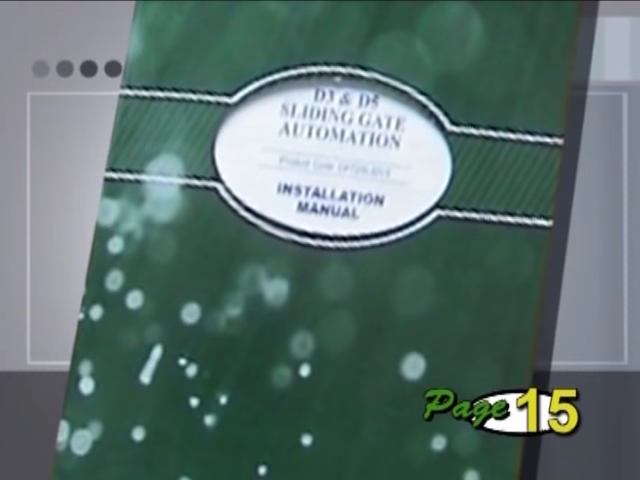 D3 & D5
SLIDING GATE
AUTOMATION
INSTALLATION
MANUAL
Page 15